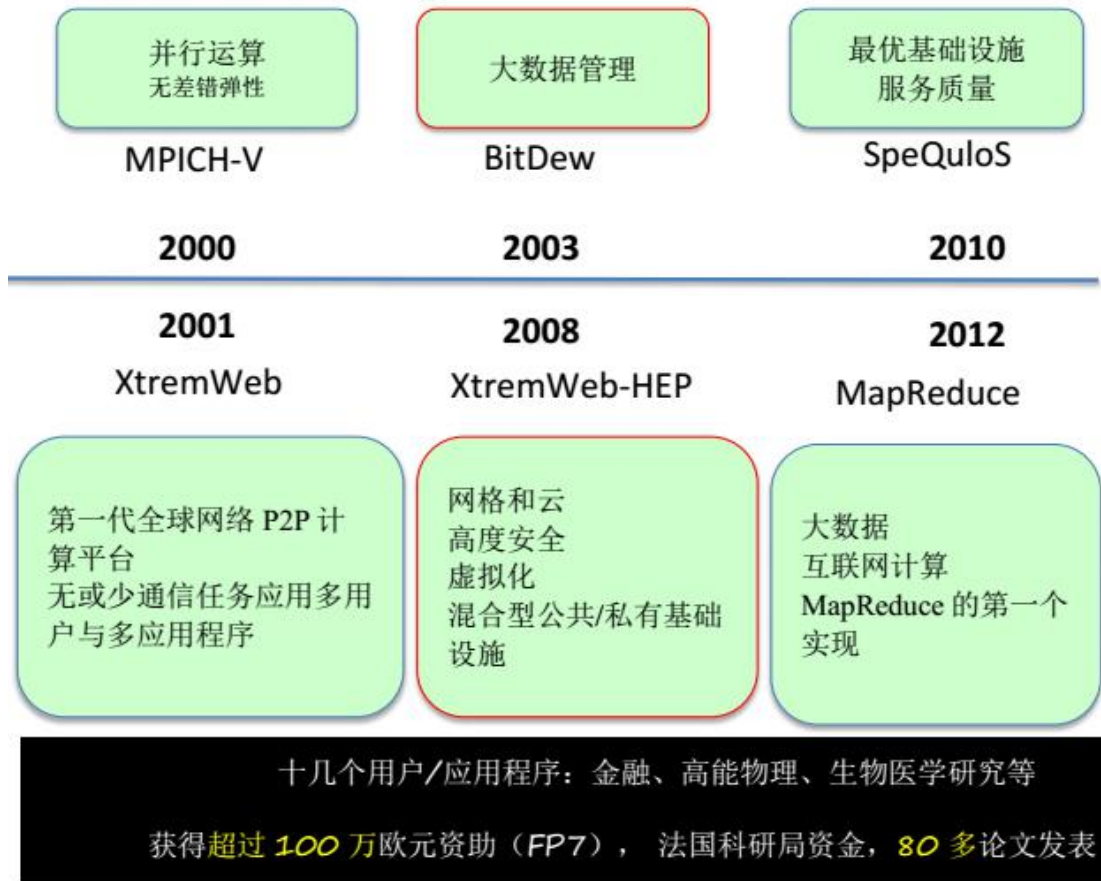 并行运算
无差错弹性
大数据管理
最优基础设施
服务质量
MPICH-V
BitDew
SpeQuloS
2000
2003
2010
2001
2008
2012
XtremWeb
XtremWeb-HEP
MapReduce
第一代全球网络 P2P 计
算平台
无或少通信任务应用多用
户与多应用程序
网格和云
高度安全
虚拟化
混合型公共/私有基础
设施
大数据
互联网计算
MapReduce 的第一个
实现
十几个用户/应用程序：金融、高能物理、生物医学研究等
获得超过 100 万欧元资助（FP7）， 法国科研局资金，80 多论文发表